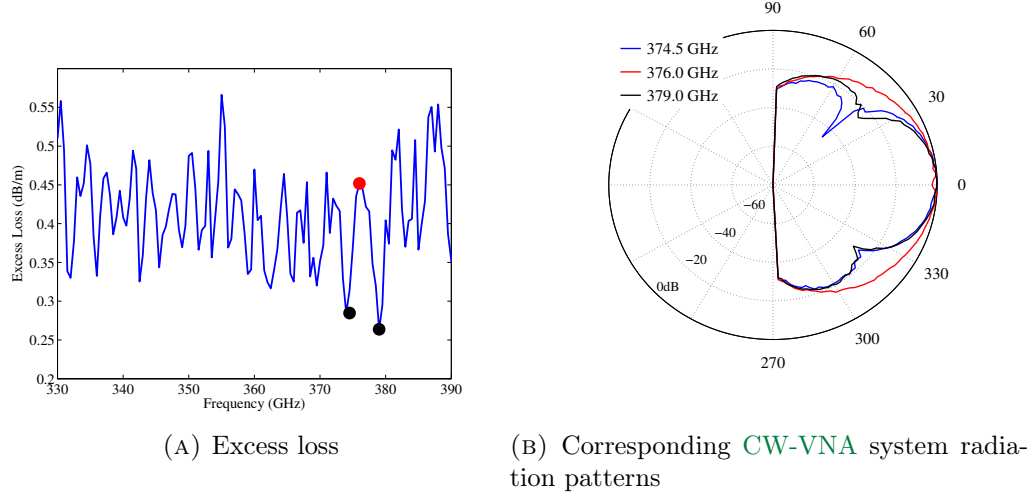 0.55
0.5
0.45
0.4
0.35
0.3
0.25
0.2
330
340
350
360
370
380
390
Excess Loss (dB/m)
Frequency (GHz)
(A) Excess loss
374.5 GHz
376.0 GHz
379.0 GHz
90
60
30
0
330
300
270
−60
−40
−20
0dB
(B) Corresponding CW-VNA system radia-
tion patterns